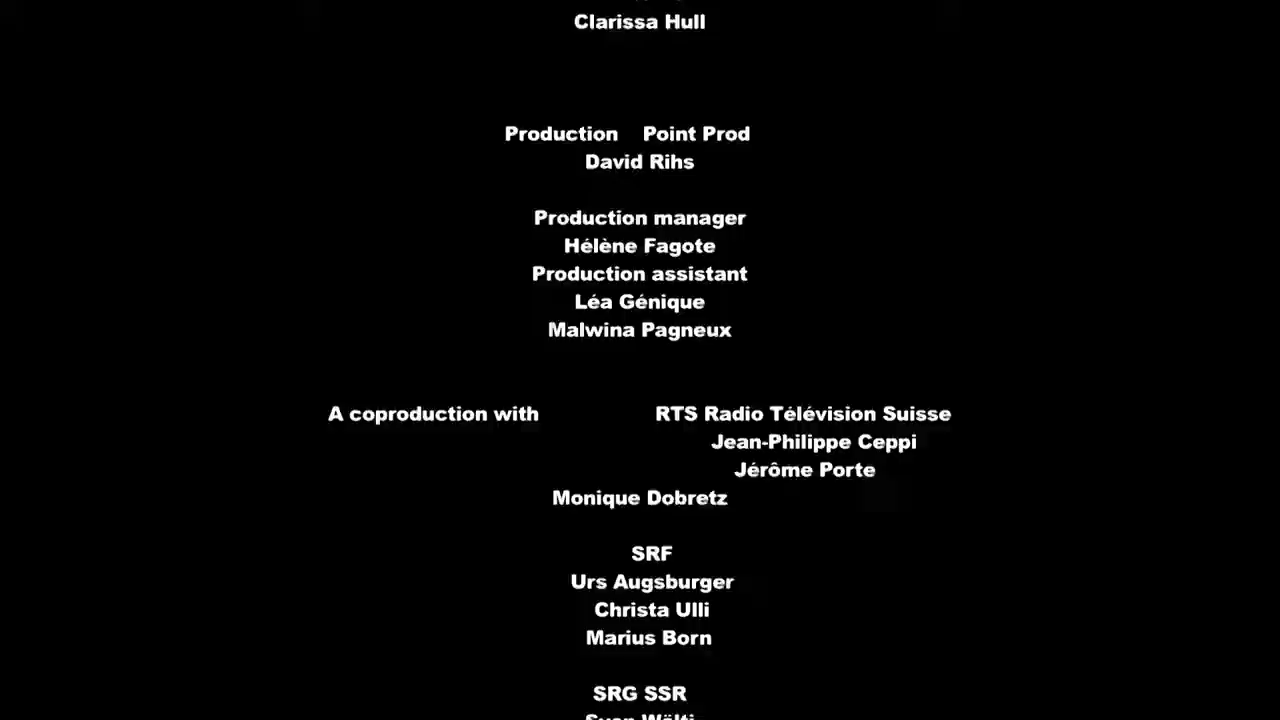 Clarissa Hull
Production Point Prod
David Rihs
Production manager
Hélène Fagote
Production assistant
Léa Génique
Malwina Pagneux
A coproduction with RTS Radio Télévision Suisse
Jean-Philippe Ceppi
Jérôme Porte
Monique Dobretz
SRF
Urs Augsburger
Christa Ulli
Marius Born
SRG SSR
Sven Wälti